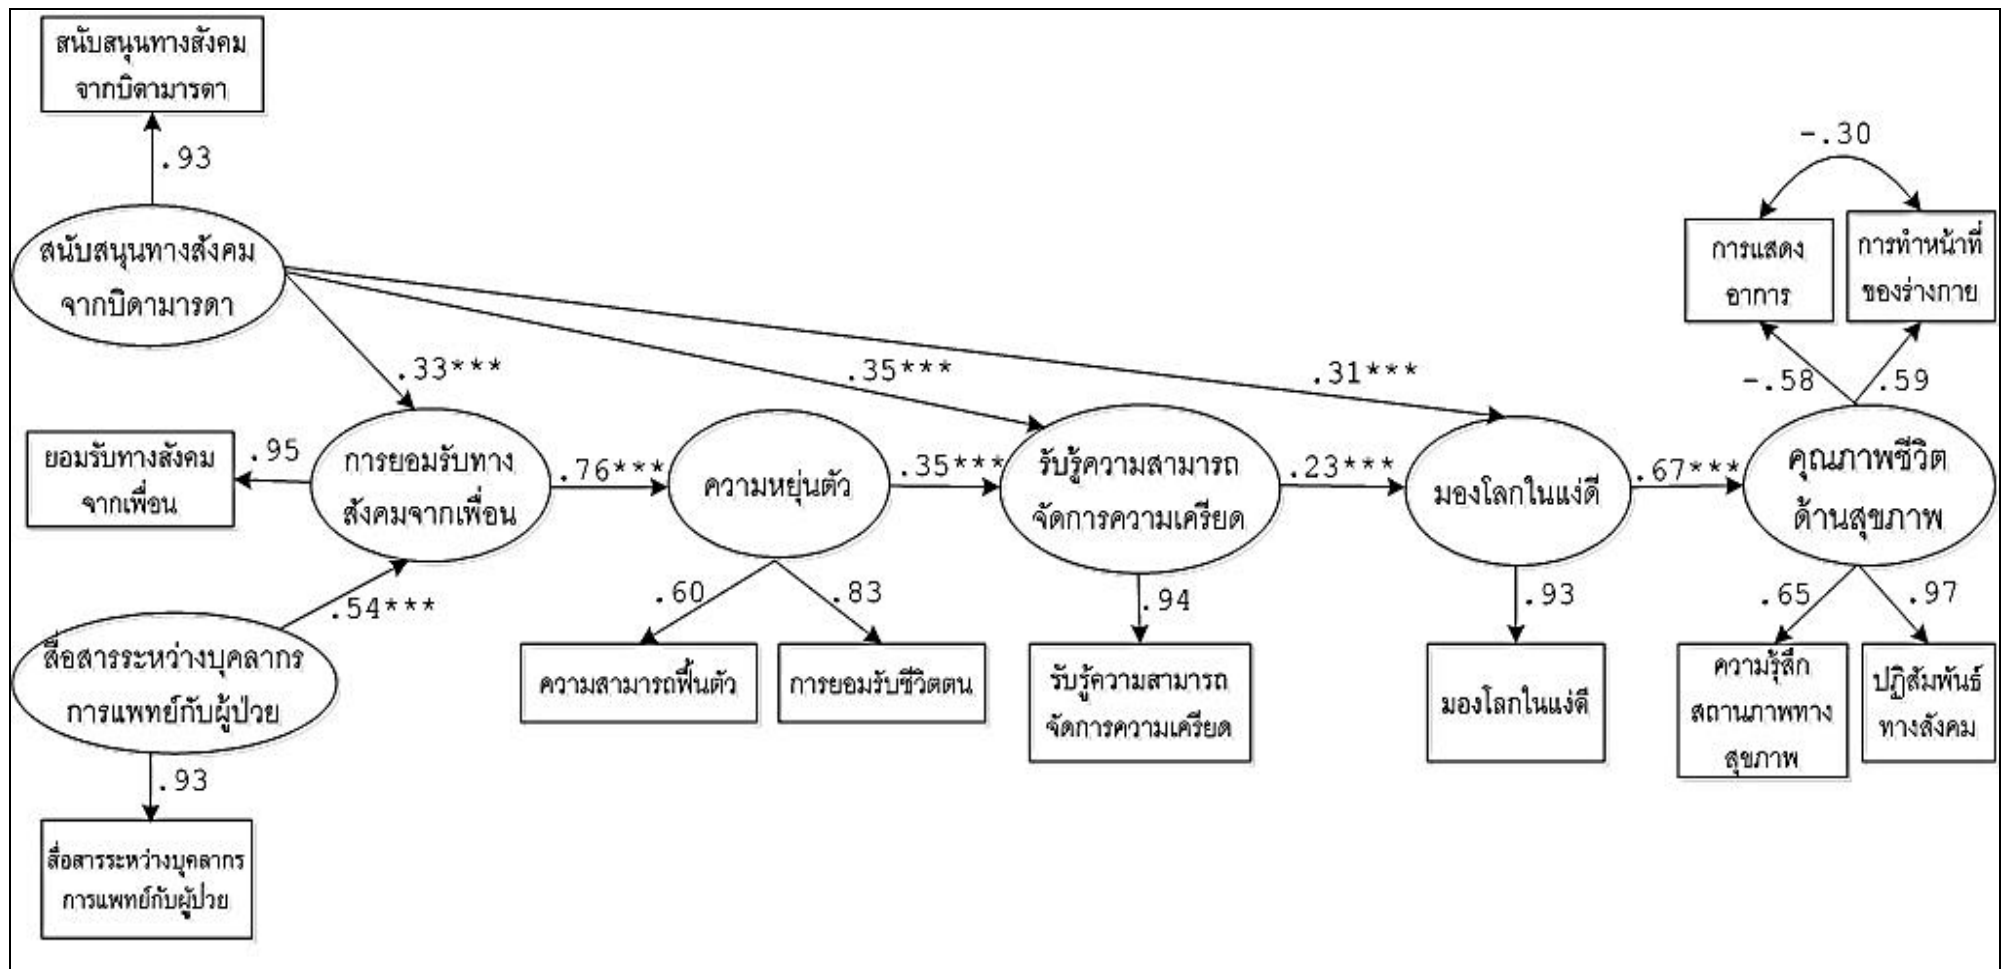 สนับสนุนทางสังคม
จากบิดามารดา
.93
สนับสนุนทางสังคม
จากบิดามารดา
-.30
การแสดง
อาการ
การทำหน้าที่
ของร่างกาย
.33***
.35***
.31***
-.58
.59
ยอมรับทางสังคม
จากเพื่อน
.95
การยอมรับทาง
สังคมจากเพื่อน
.76***
ความหยุ่นตัว
.35***
รับรู้ความสามารถ
จัดการความเครียด
.23***
มองโลกในแง่ดี
.67***
คุณภาพชีวิต
ด้านสุขภาพ
.54***
.60
.83
.94
.93
.65
.97
สื่อสารระหว่างบุคลากร
การแพทย์กับผู้ป่วย
ความสามารถฟื้นตัว
การยอมรับชีวิตตน
รับรู้ความสามารถ
จัดการความเครียด
มองโลกในแง่ดี
ความรู้สึก
สถานภาพทาง
สุขภาพ
ปฏิสัมพันธ์
ทางสังคม
.93
สื่อสารระหว่างบุคลากร
การแพทย์กับผู้ป่วย